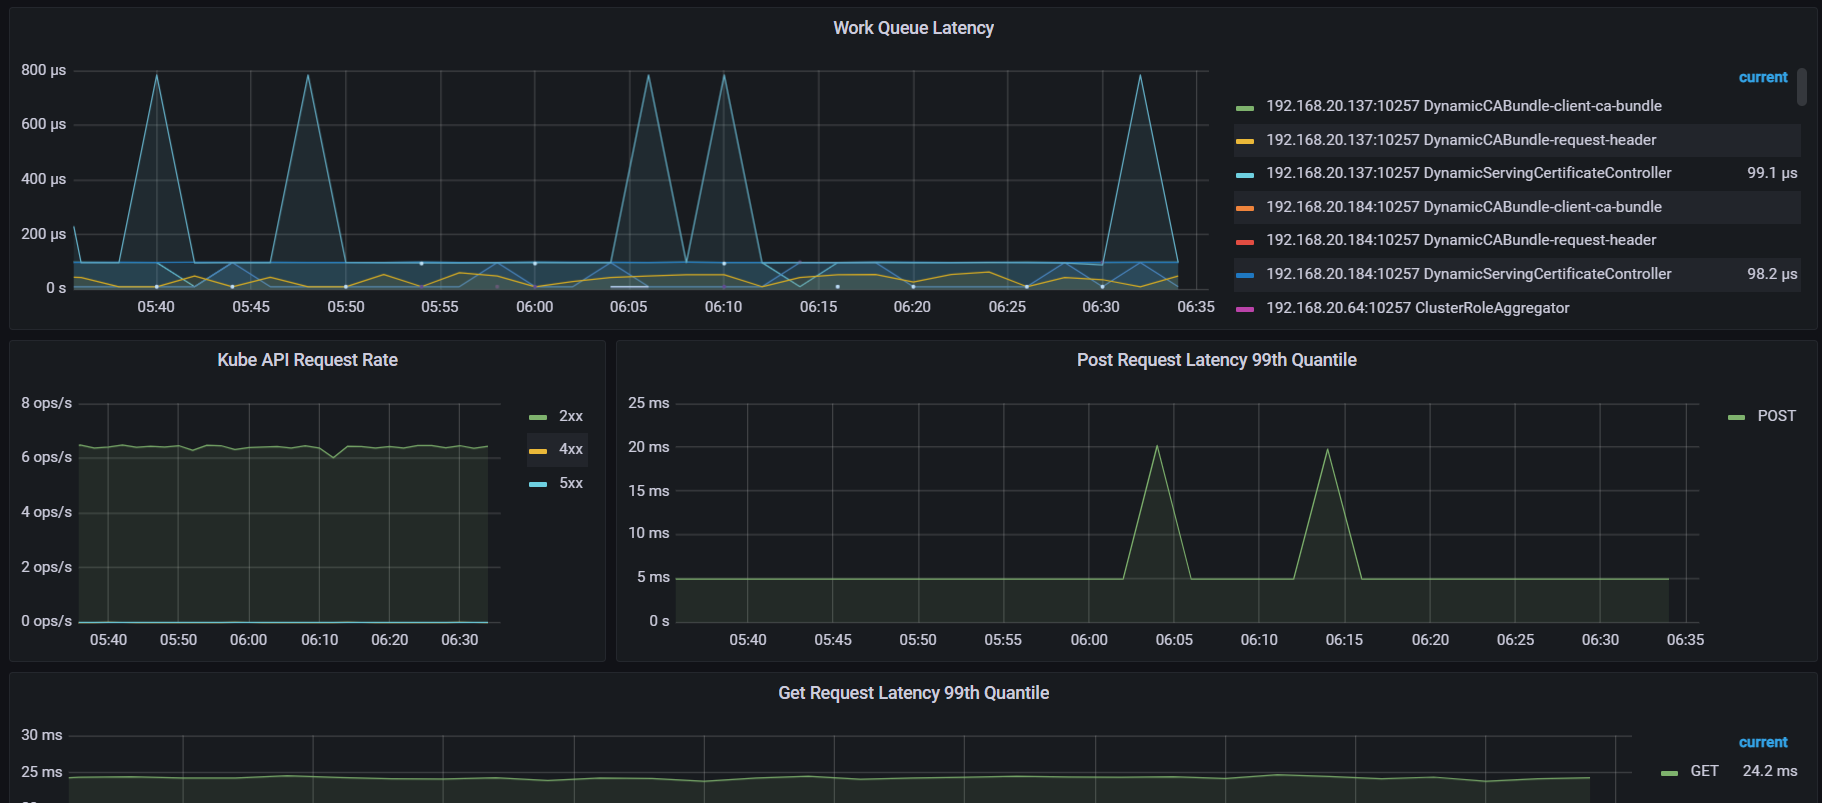 Work Queue Latency
800 µs
600 µs
400 µs
200 µs
0 s
05:40 05:45 05:50 05:55 06:00 06:05 06:10 06:15 06:20 06:25 06:30 06:35
current
192.168.20.137:10257 DynamicCABundle-client-ca-bundle
192.168.20.137:10257 DynamicCABundle-request-header
192.168.20.137:10257 DynamicServingCertificateController 99.1 µs
192.168.20.184:10257 DynamicCABundle-client-ca-bundle
192.168.20.184:10257 DynamicCABundle-request-header
192.168.20.184:10257 DynamicServingCertificateController 98.2 µs
192.168.20.64:10257 ClusterRoleAggregator
Kube API Request Rate
8 ops/s
6 ops/s
4 ops/s
2 ops/s
0 ops/s
05:40 05:50 06:00 06:10 06:20 06:30
2xx
4xx
5xx
Post Request Latency 99th Quantile
25 ms
20 ms
15 ms
10 ms
5 ms
0 s
05:40 05:45 05:50 05:55 06:00 06:05 06:10 06:15 06:20 06:25 06:30 06:35
POST
Get Request Latency 99th Quantile
30 ms
25 ms
current
GET 24.2 ms